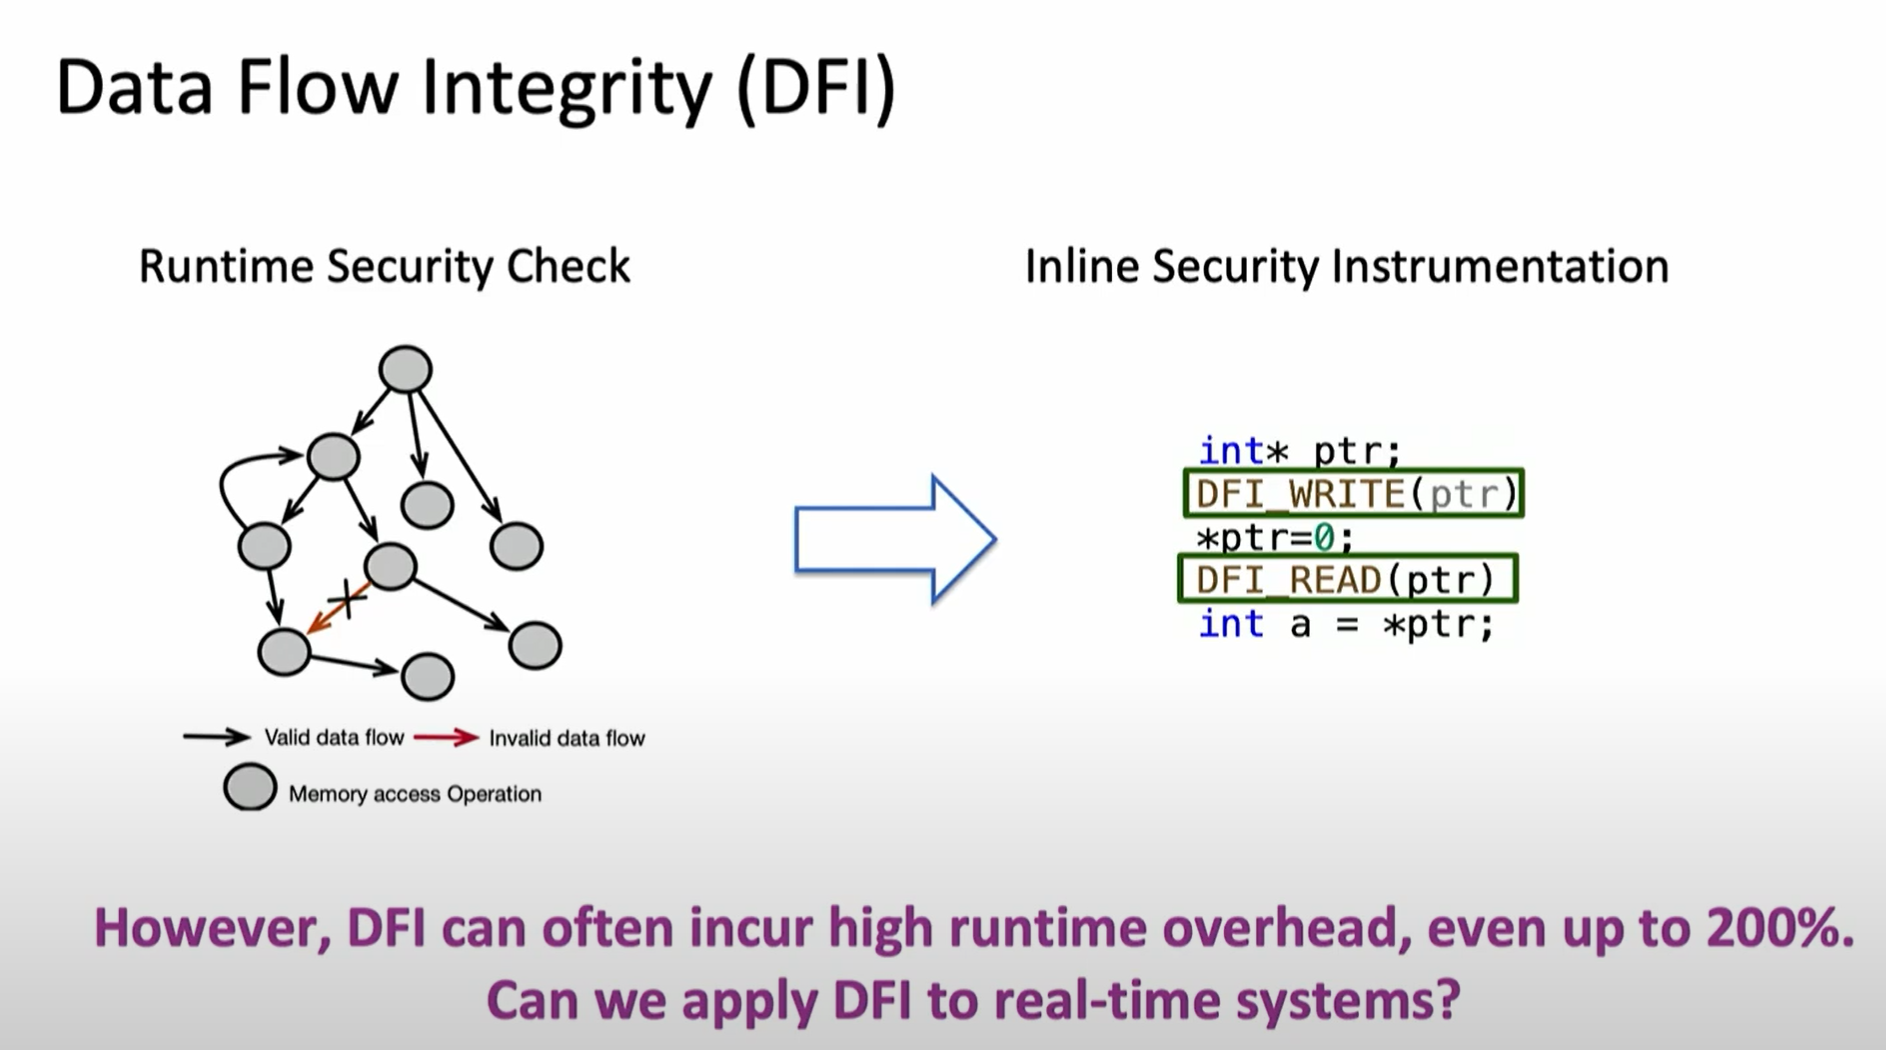 Data Flow Integrity (DFI)
Runtime Security Check
Inline Security Instrumentation
int* ptr;
DFI_WRITE(ptr)
*ptr=0;
DFI_READ(ptr)
int a = *ptr;
Valid data flow
Invalid data flow
Memory access Operation
However, DFI can often incur high runtime overhead, even up to 200%.
Can we apply DFI to real-time systems?